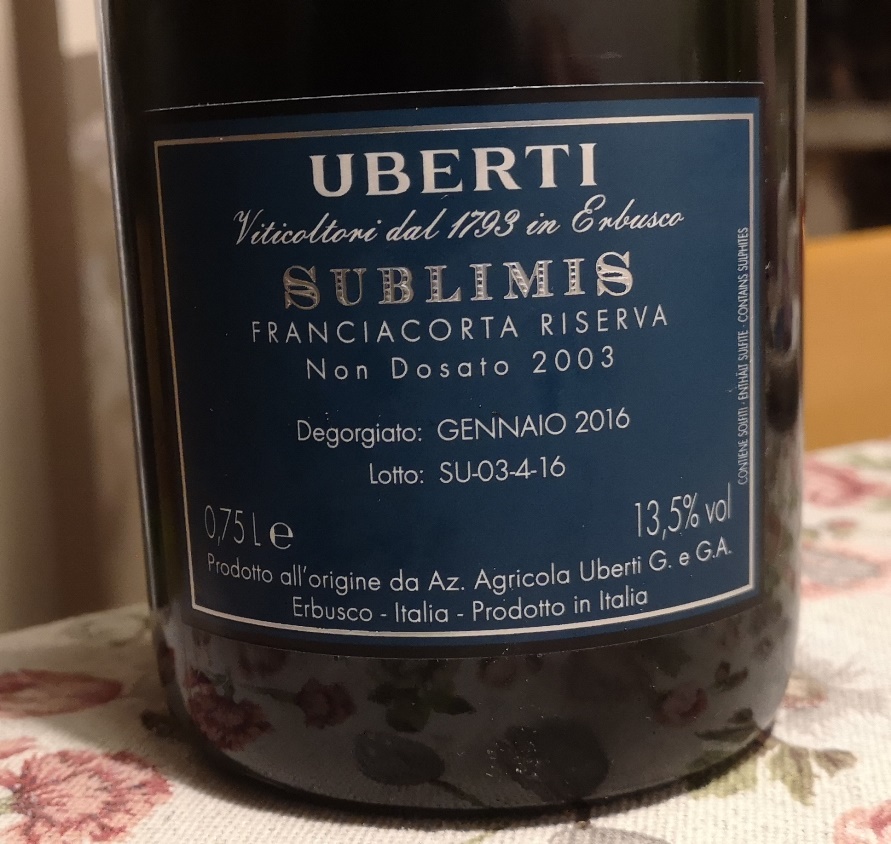 UBERTI
Viticoltori dal 1793 in Erbusco
SUBLIMIS
FRANCIACORTA RISERVA
Non Dosato 2003
Degorgiato: GENNAIO 2016
Lotto: SU-03-4-16
0,75 L e
13,5% vol
Prodotto all'origine da Az. Agricola Uberti G. e G.A.
Erbusco - Italia - Prodotto in Italia
CONTIENE SOLFITI · ENTHÄLT SULFITE · CONTAINS SULPHITES